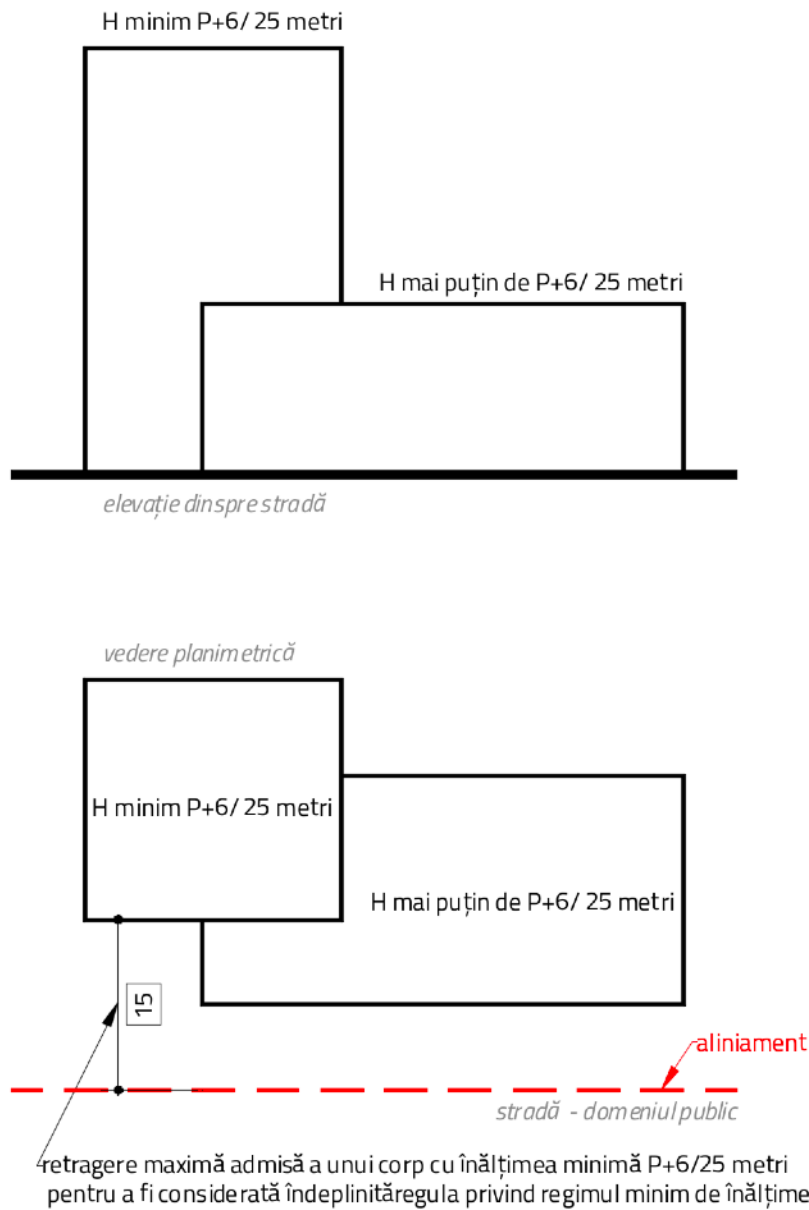 H minim P+6/ 25 metri
H mai puțin de P+6/ 25 metri
elevație dinspre stradă
vedere planimetrică
H minim P+6/ 25 metri
H mai puțin de P+6/ 25 metri
15
aliniament
stradă - domeniul public
retragere maximă admisă a unui corp cu înălțimea minimă P+6/25 metri
pentru a fi considerată îndeplinităregula privind regimul minim de înălțime